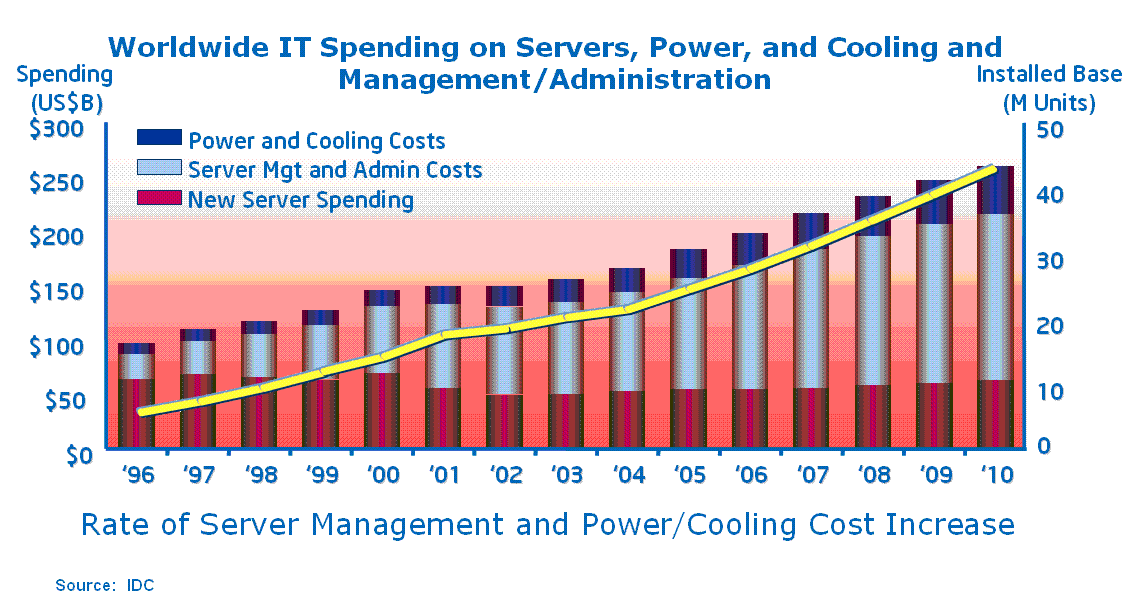 Worldwide IT Spending on Servers, Power, and Cooling and
Management/Administration
Spending
(US$B)
Installed Base
(M Units)
$300
$250
$200
$150
$100
$50
$0
Power and Cooling Costs
Server Mgt and Admin Costs
New Server Spending
50
40
30
20
10
0
‘96 ‘97 ‘98 ‘99 ‘00 ‘01 ‘02 ‘03 ‘04 ‘05 ‘06 ‘07 ‘08 ‘09 ‘10
Rate of Server Management and Power/Cooling Cost Increase
Source: IDC